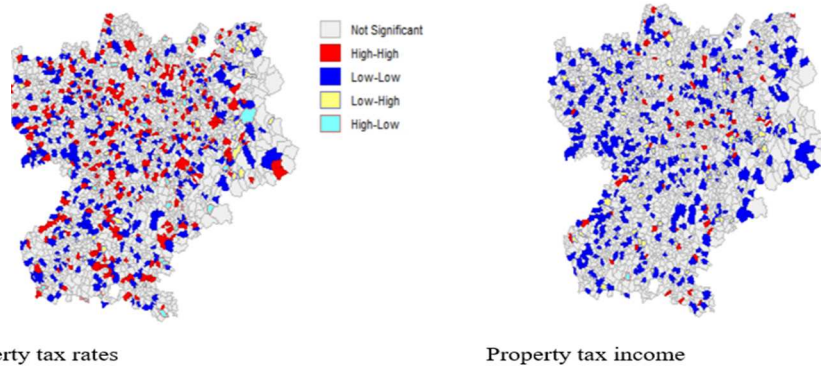 Not Significant
High-High
Low-Low
Low-High
High-Low
erty tax rates
Property tax income